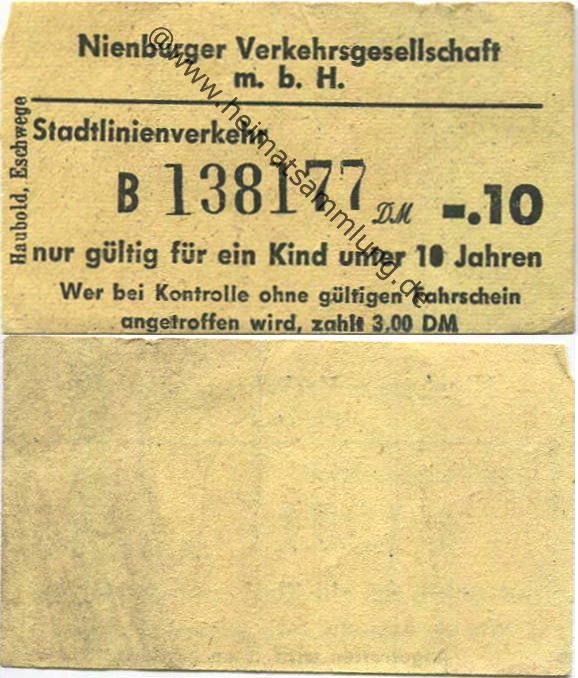 Nienburger Verkehrsgesellschaft
m. b. H.
Haubold, Eschwege
Stadtlinienverkehr
B 138177 DM -.10
nur gültig für ein Kind unter 10 Jahren
Wer bei Kontrolle ohne gültigen Fahrschein
angetroffen wird, zahlt 3,00 DM
@www.heimatsammlung.de